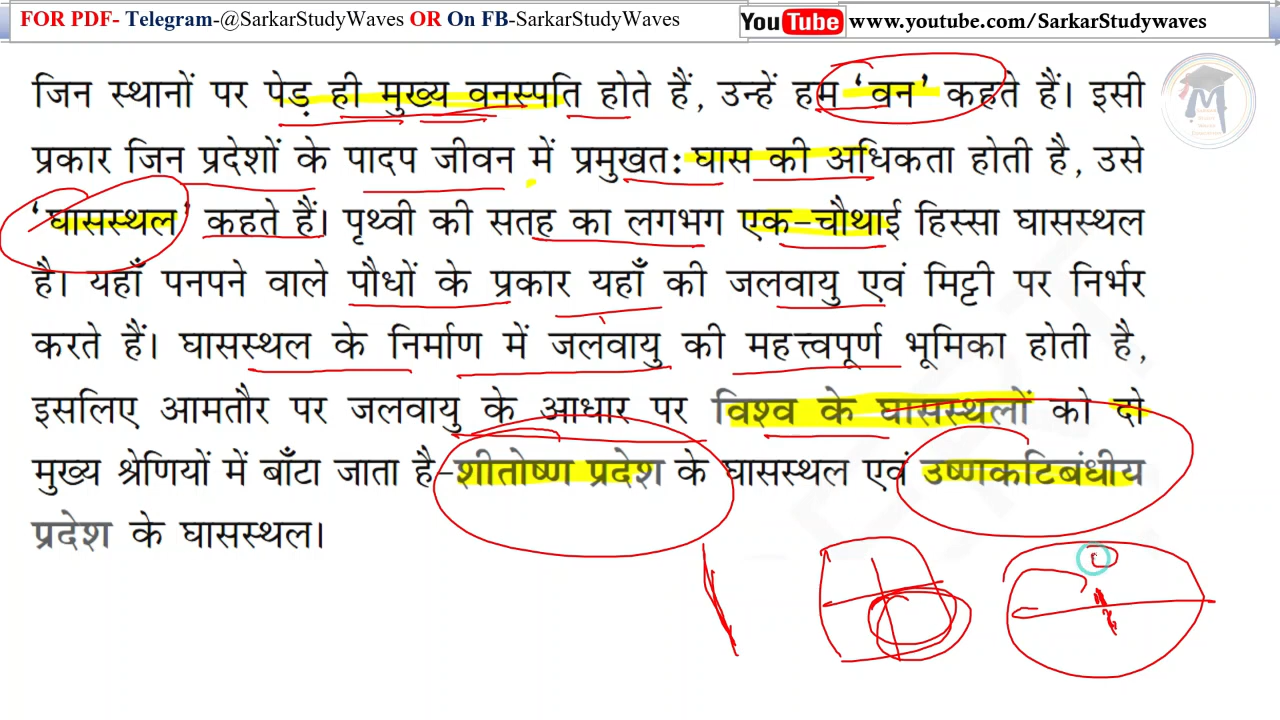 FOR PDF- Telegram-@SarkarStudyWaves OR On FB-SarkarStudyWaves
YouTube www.youtube.com/SarkarStudywaves
जिन स्थानों पर पेड़ ही मुख्य वनस्पति होते हैं, उन्हें हम ‘वन’ कहते हैं। इसी
प्रकार जिन प्रदेशों के पादप जीवन में प्रमुखतः घास की अधिकता होती है, उसे
‘घासस्थल’ कहते हैं। पृथ्वी की सतह का लगभग एक-चौथाई हिस्सा घासस्थल
है। यहाँ पनपने वाले पौधों के प्रकार यहाँ की जलवायु एवं मिट्टी पर निर्भर
करते हैं। घासस्थल के निर्माण में जलवायु की महत्त्वपूर्ण भूमिका होती है,
इसलिए आमतौर पर जलवायु के आधार पर विश्व के घासस्थलों को दो
मुख्य श्रेणियों में बाँटा जाता है-शीतोष्ण प्रदेश के घासस्थल एवं उष्णकटिबंधीय
प्रदेश के घासस्थल।